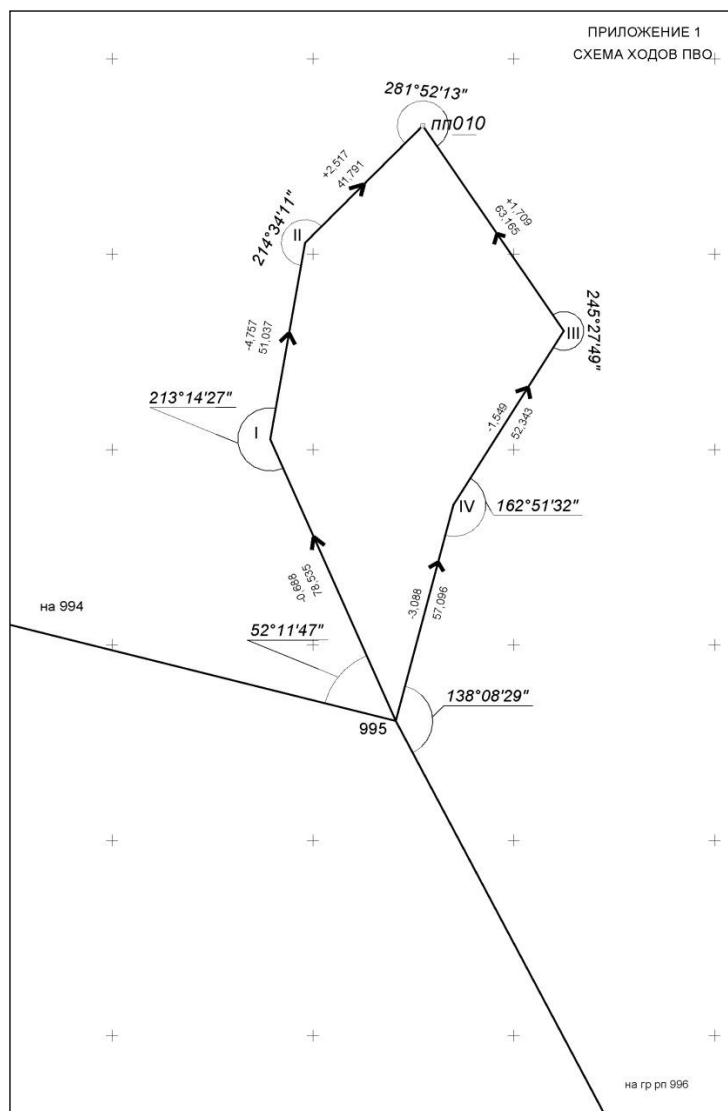 ПРИЛОЖЕНИЕ 1
СХЕМА ХОДОВ ПВО
281°52'13"
пп010
+2,517
41,791
214°34'11"
II
+1,709
63,165
245°27'49"
III
-4,757
51,037
213°14'27"
I
-1,549
52,343
IV
162°51'32"
-0,688
78,535
-3,088
57,096
на 994
52°11'47"
138°08'29"
995
на гр рп 996